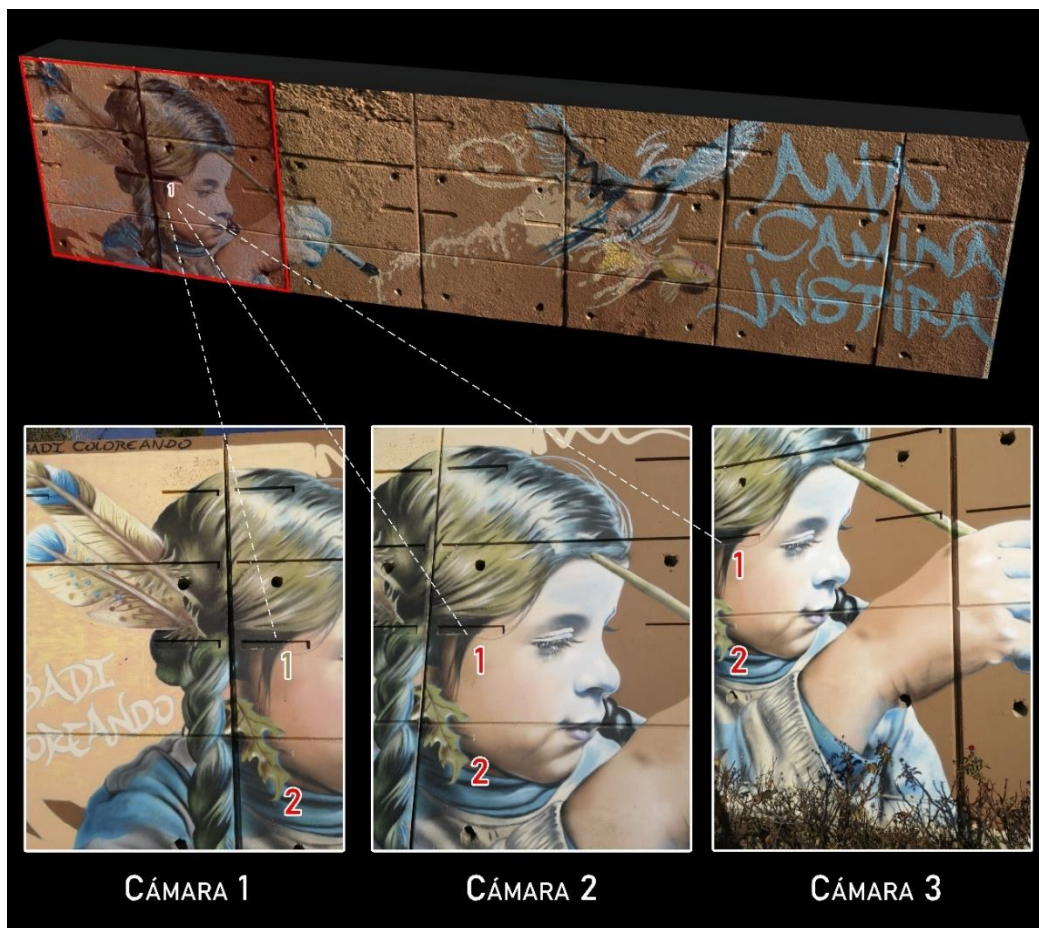 1
AMA
CAMINA
INSPIRA
BADI COLOREANDO
BADI
OREANDO
1
2
1
2
1
2
CÁMARA 1
CÁMARA 2
CÁMARA 3